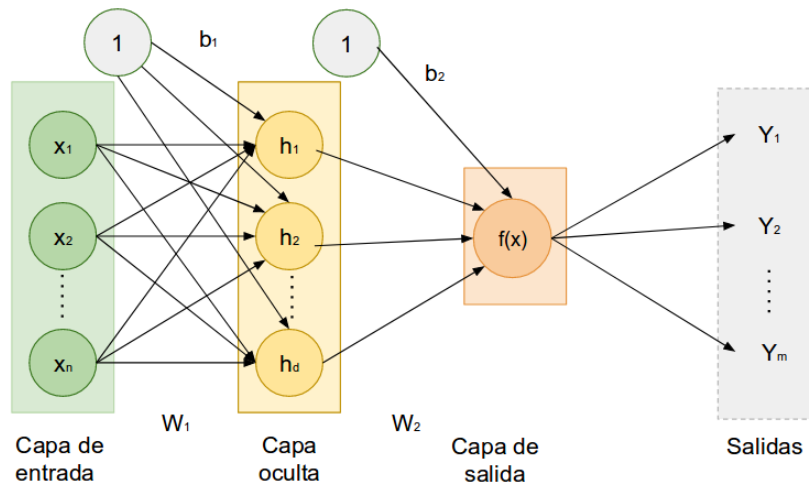 1
b₁
1
b₂
x₁
h₁
Y₁
x₂
h₂
f(x)
Y₂
xₙ
h_d
Yₘ
W₁
W₂
Capa de
entrada
Capa
oculta
Capa de
salida
Salidas